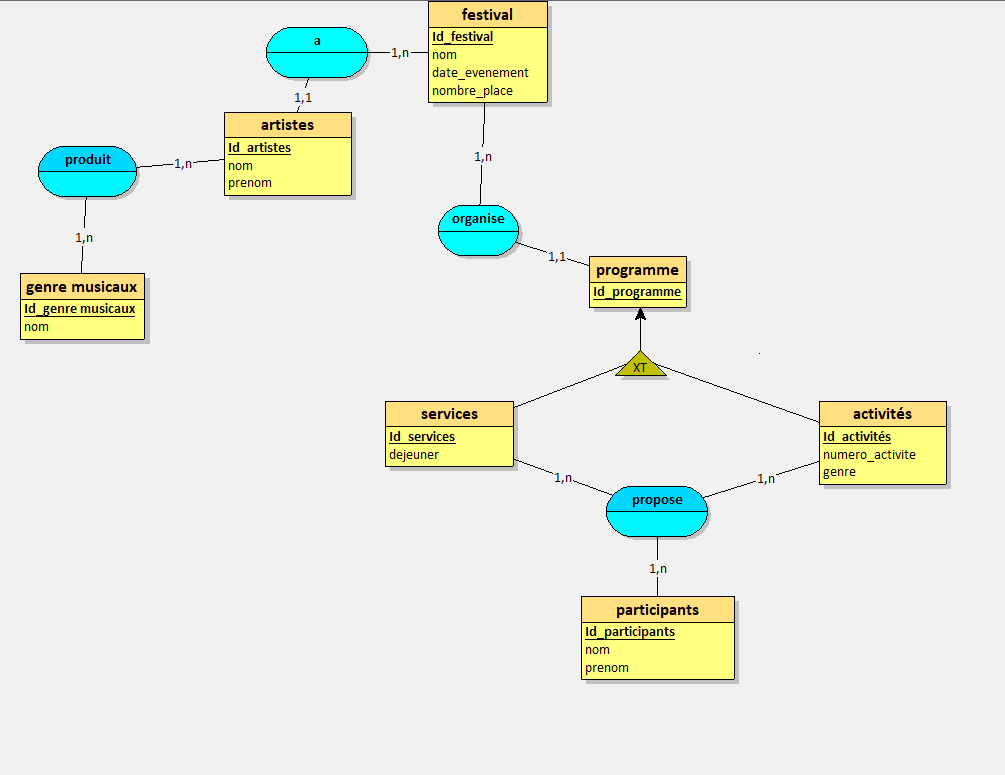 festival
Id_festival
nom
date_evenement
nombre_place
a
1,n
1,1
artistes
Id_artistes
nom
prenom
produit
1,n
1,n
genre musicaux
Id_genre musicaux
nom
1,n
organise
1,1
programme
Id_programme
XT
services
Id_services
dejeuner
activités
Id_activités
numero_activite
genre
1,n
1,n
propose
1,n
participants
Id_participants
nom
prenom